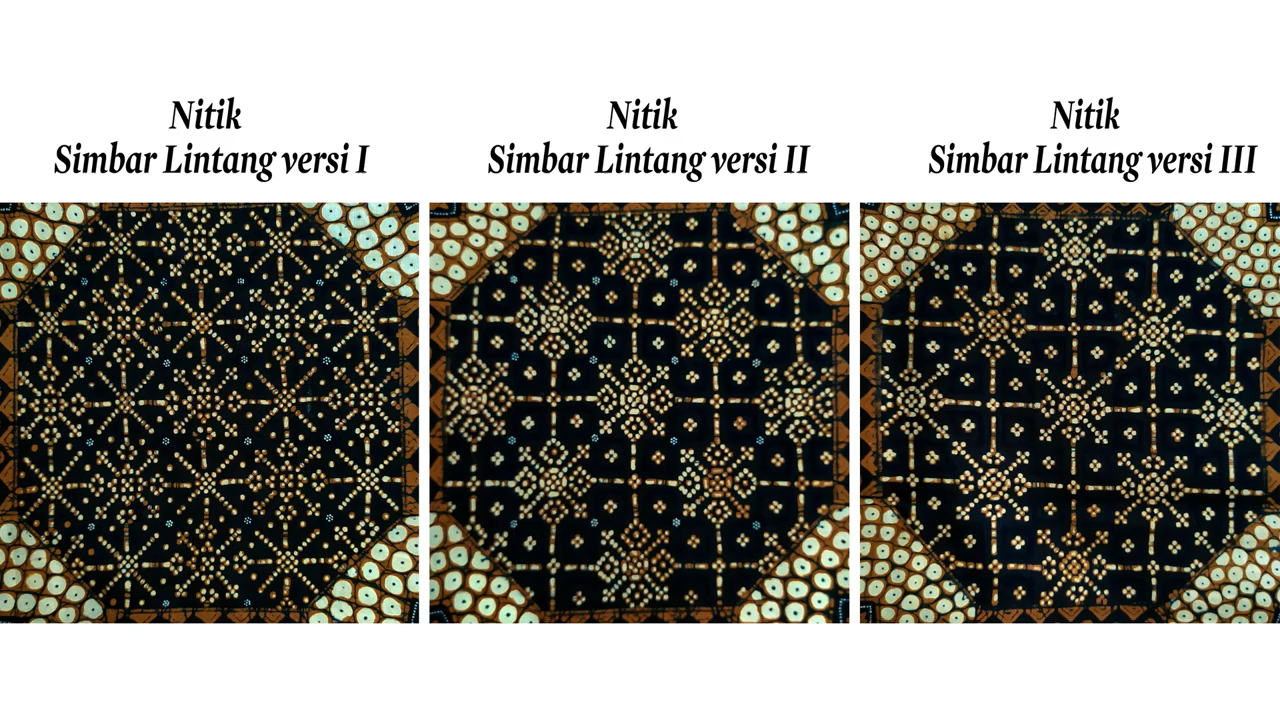 Nitik
Simbar Lintang versi I
Nitik
Simbar Lintang versi II
Nitik
Simbar Lintang versi III